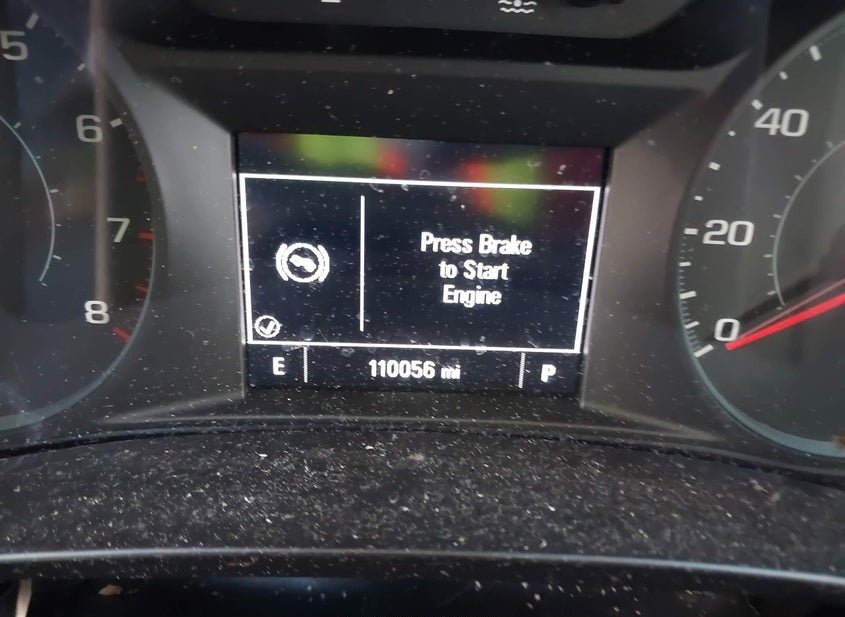 5
6
7
8
40
20
0
Press Brake
to Start
Engine
E
110056 mi
P